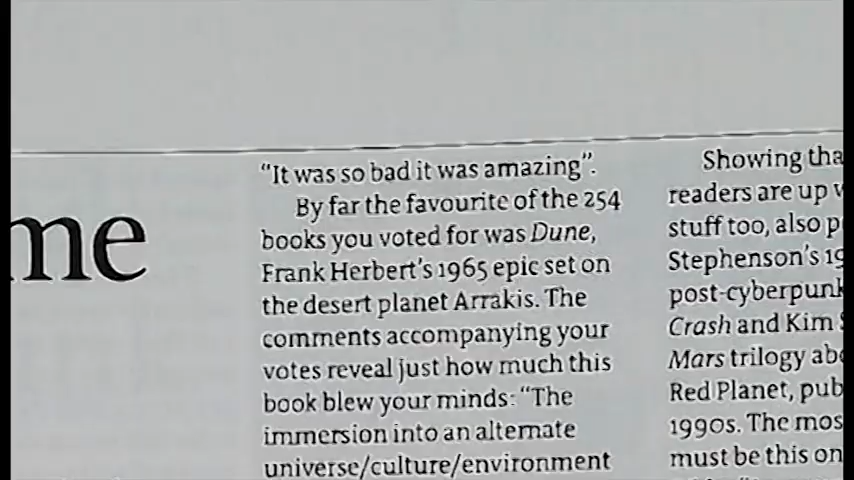 me
“It was so bad it was amazing”.
By far the favourite of the 254
books you voted for was Dune,
Frank Herbert’s 1965 epic set on
the desert planet Arrakis. The
comments accompanying your
votes reveal just how much this
book blew your minds: “The
immersion into an alternate
universe/culture/environment
Showing tha
readers are up
stuff too, also p
Stephenson’s 19
post-cyberpunk
Crash and Kim
Mars trilogy abo
Red Planet, pub
1990s. The mos
must be this on